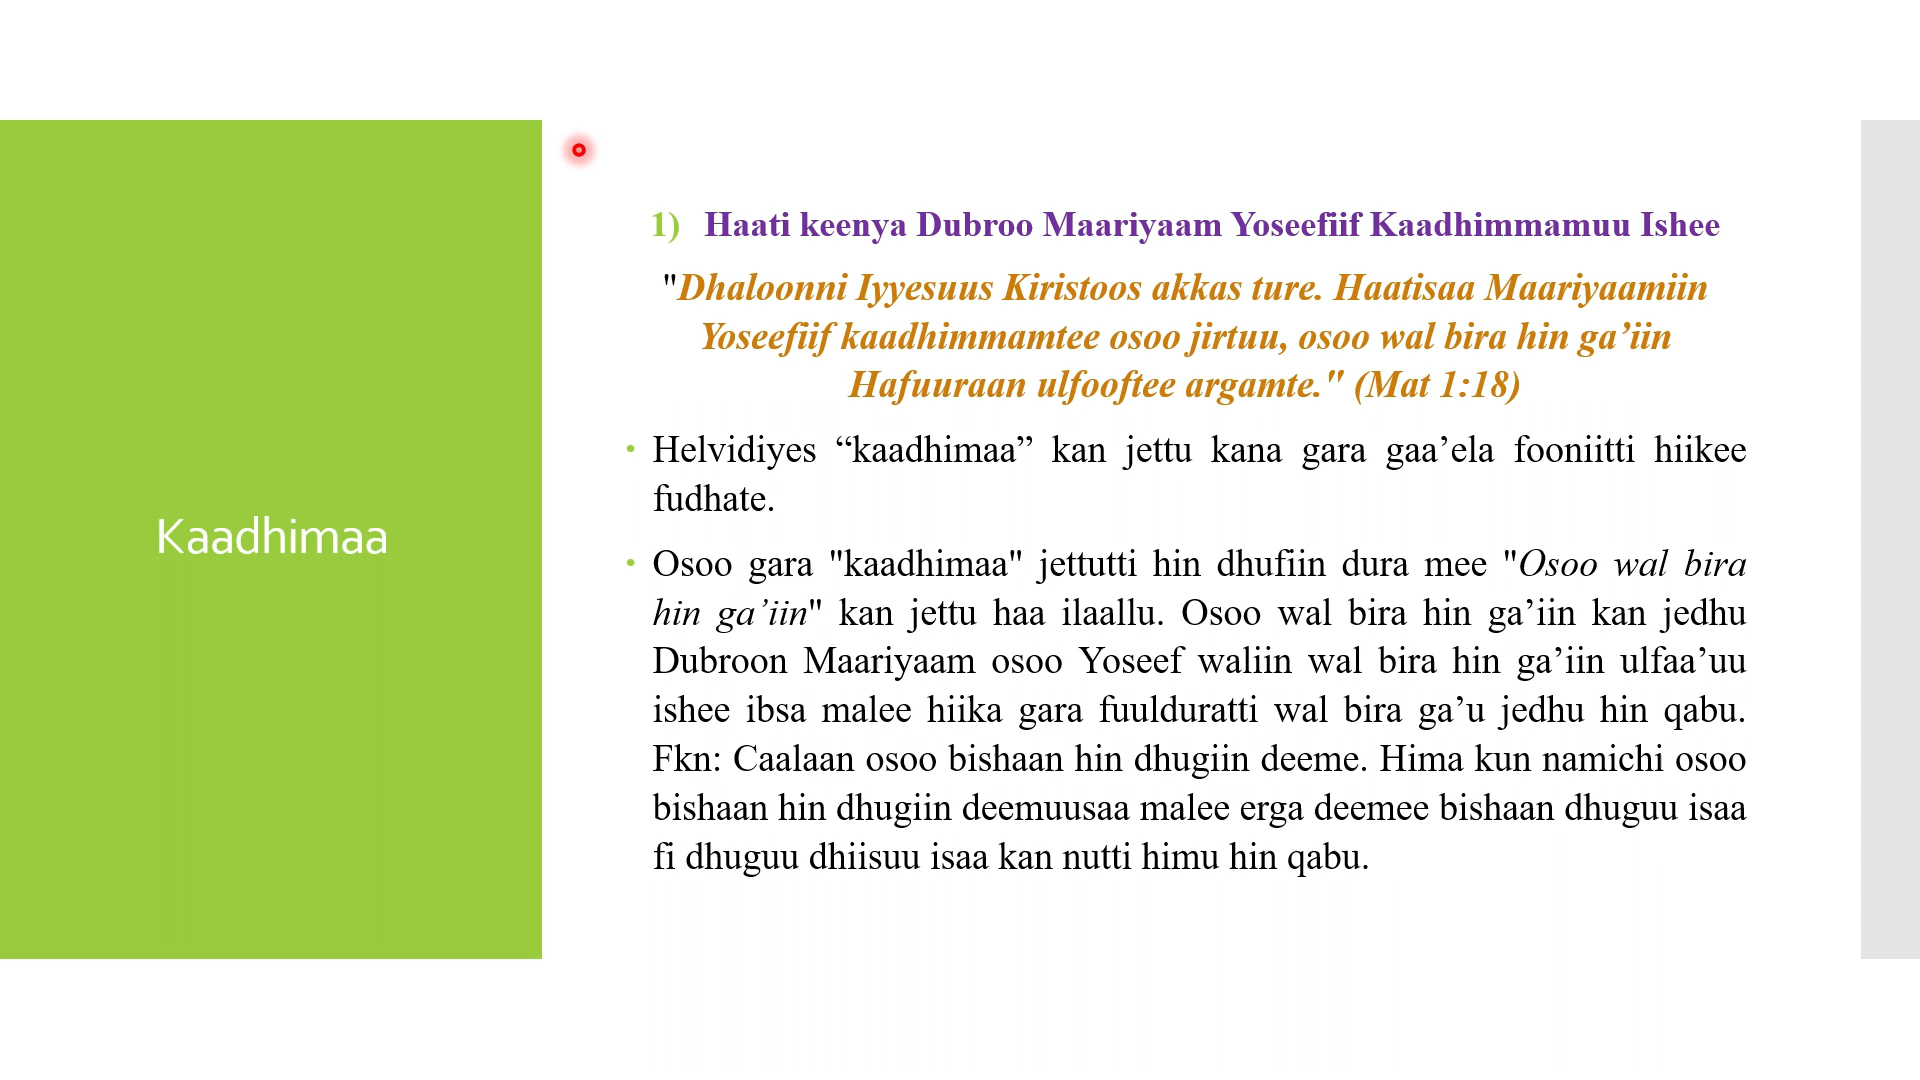 Kaadhimaa
1) Haati keenya Dubroo Maariyaam Yoseefiif Kaadhimmamuu Ishee
"Dhaloonni Iyyesuus Kiristoos akkas ture. Haatisaa Maariyaamiin
Yoseefiif kaadhimmamtee osoo jirtuu, osoo wal bira hin ga’iin
Hafuuraan ulfooftee argamte." (Mat 1:18)
• Helvidiyes “kaadhimaa” kan jettu kana gara gaa’ela fooniitti hiikee
fudhate.
• Osoo gara "kaadhimaa" jettutti hin dhufiin dura mee "Osoo wal bira
hin ga’iin" kan jettu haa ilaallu. Osoo wal bira hin ga’iin kan jedhu
Dubroon Maariyaam osoo Yoseef waliin wal bira hin ga’iin ulfaa’uu
ishee ibsa malee hiika gara fuulduratti wal bira ga’u jedhu hin qabu.
Fkn: Caalaan osoo bishaan hin dhugiin deeme. Hima kun namichi osoo
bishaan hin dhugiin deemuusaa malee erga deemee bishaan dhuguu isaa
fi dhuguu dhiisuu isaa kan nutti himu hin qabu.